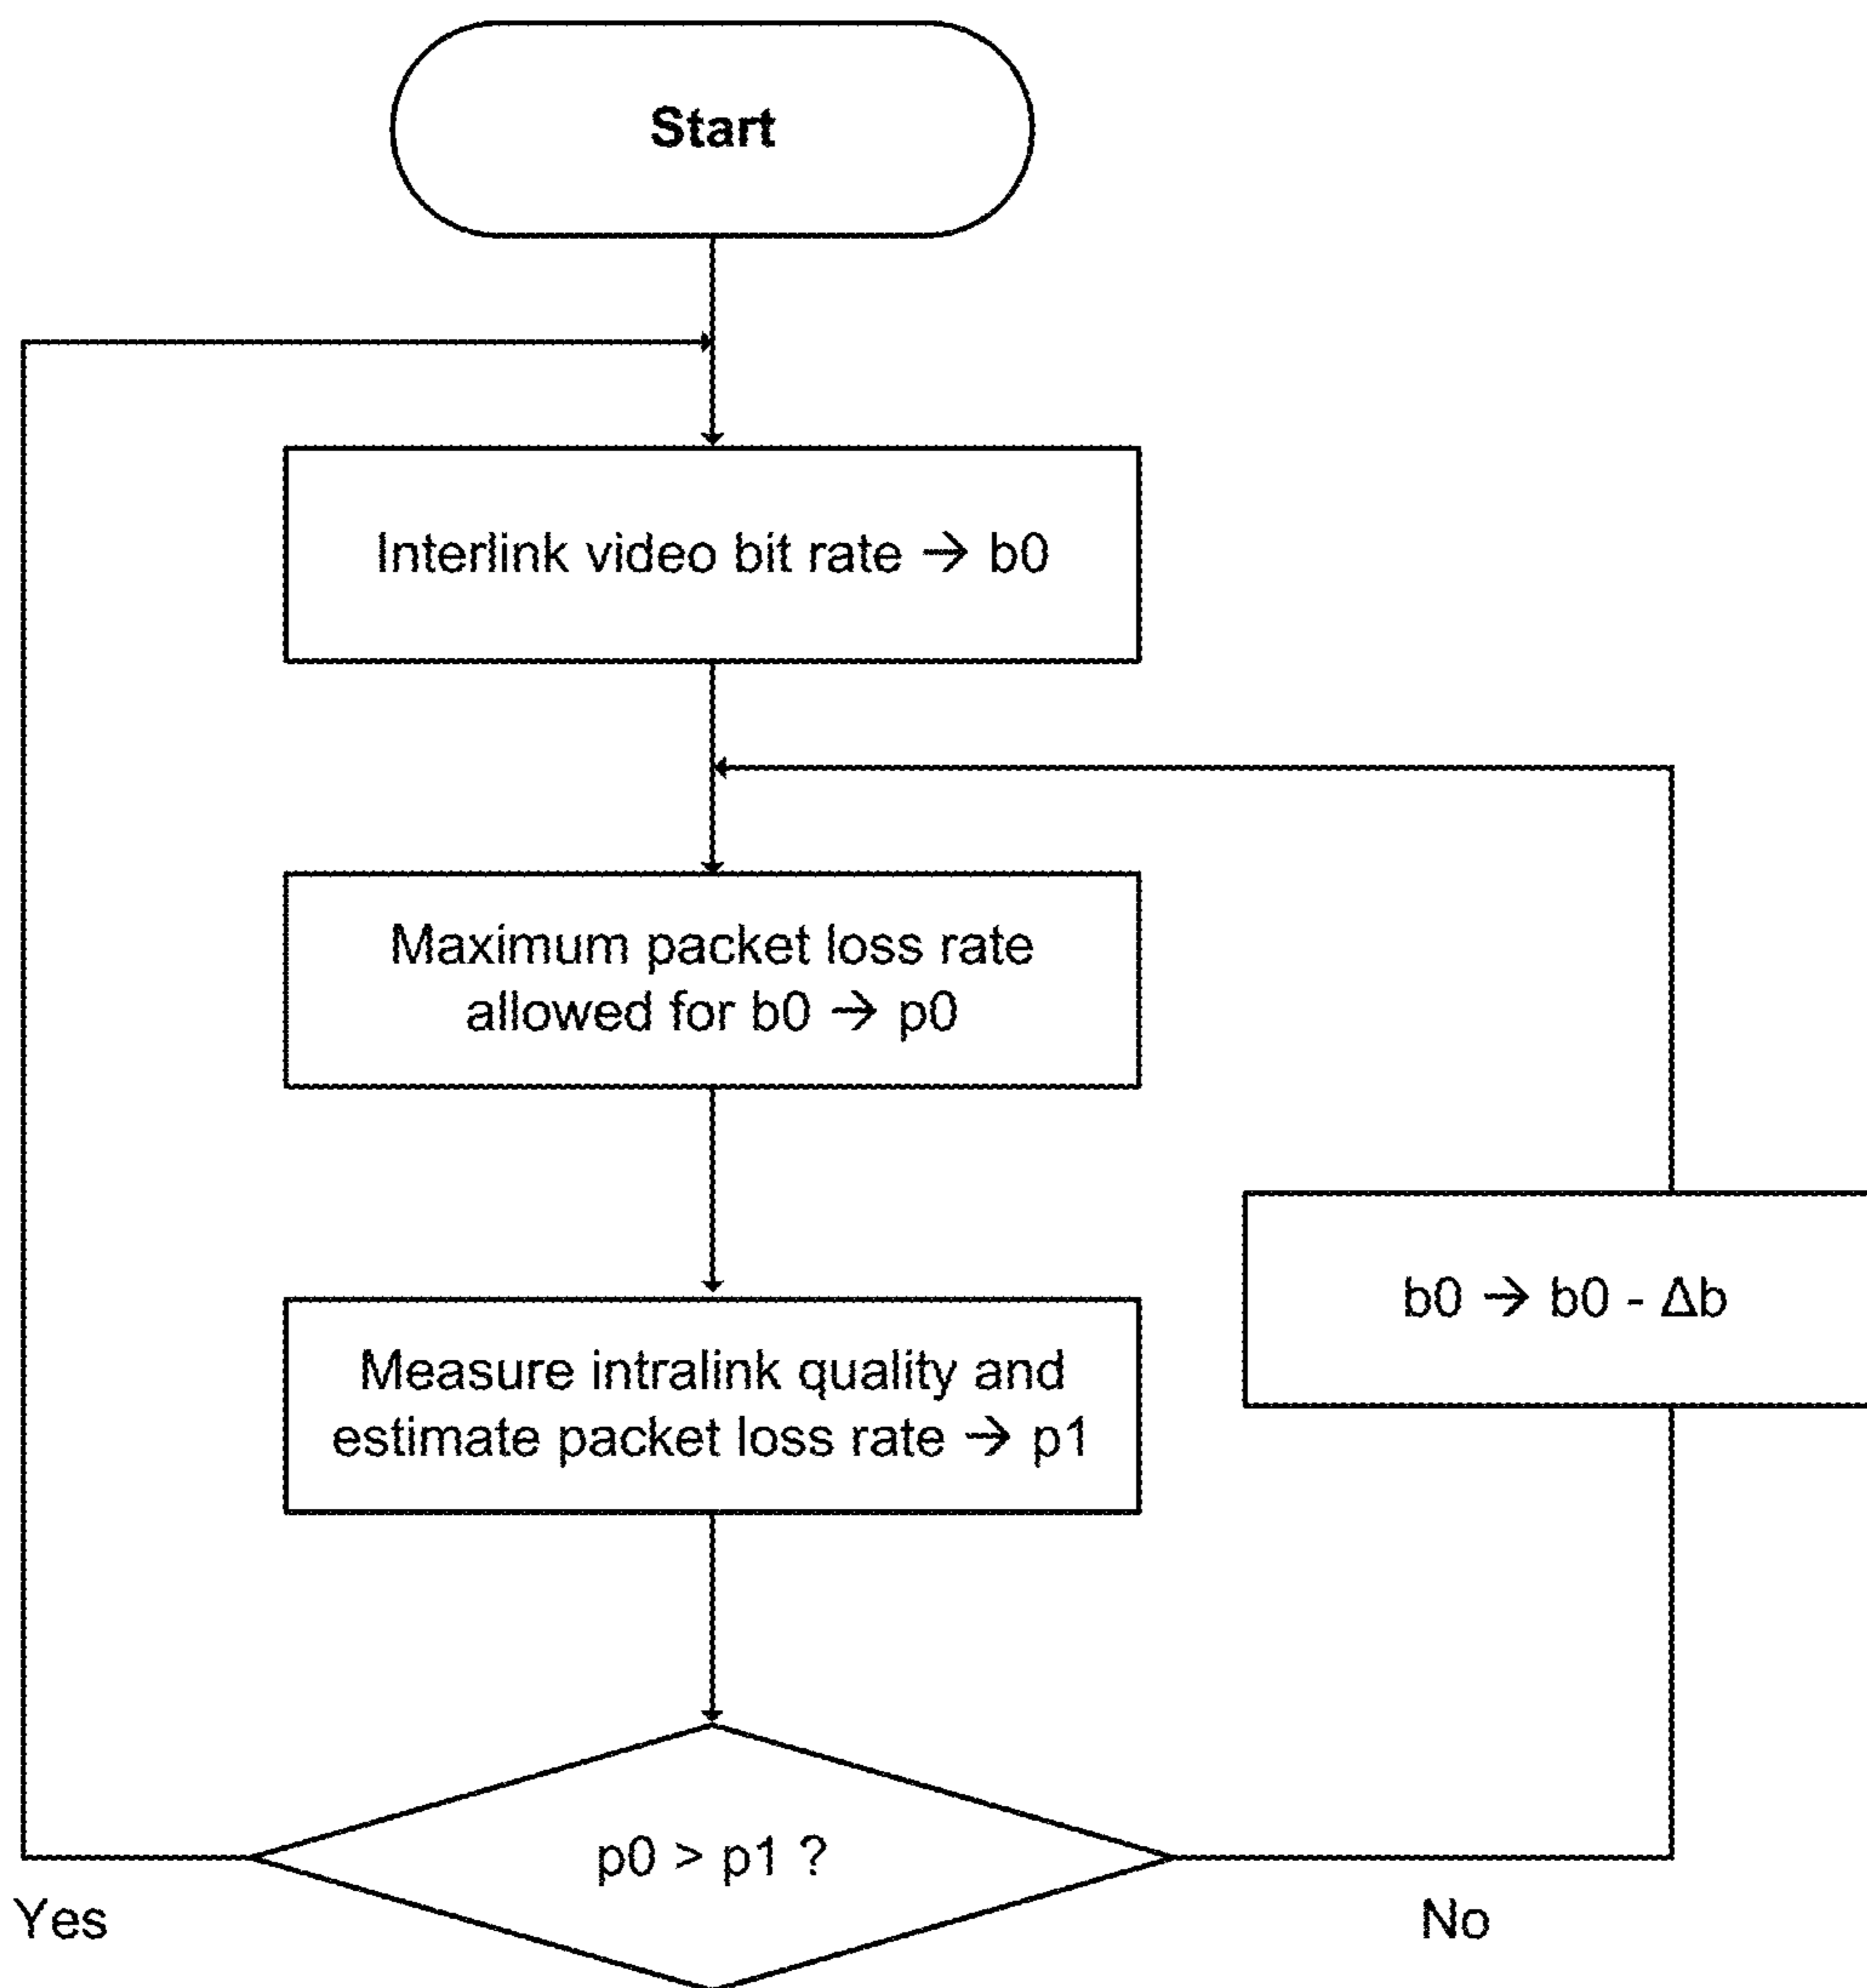 Start
Interlink video bit rate → b0
Maximum packet loss rate
allowed for b0 → p0
Measure intralink quality and
estimate packet loss rate → p1
b0 → b0 - Δb
p0 > p1 ?
Yes
No